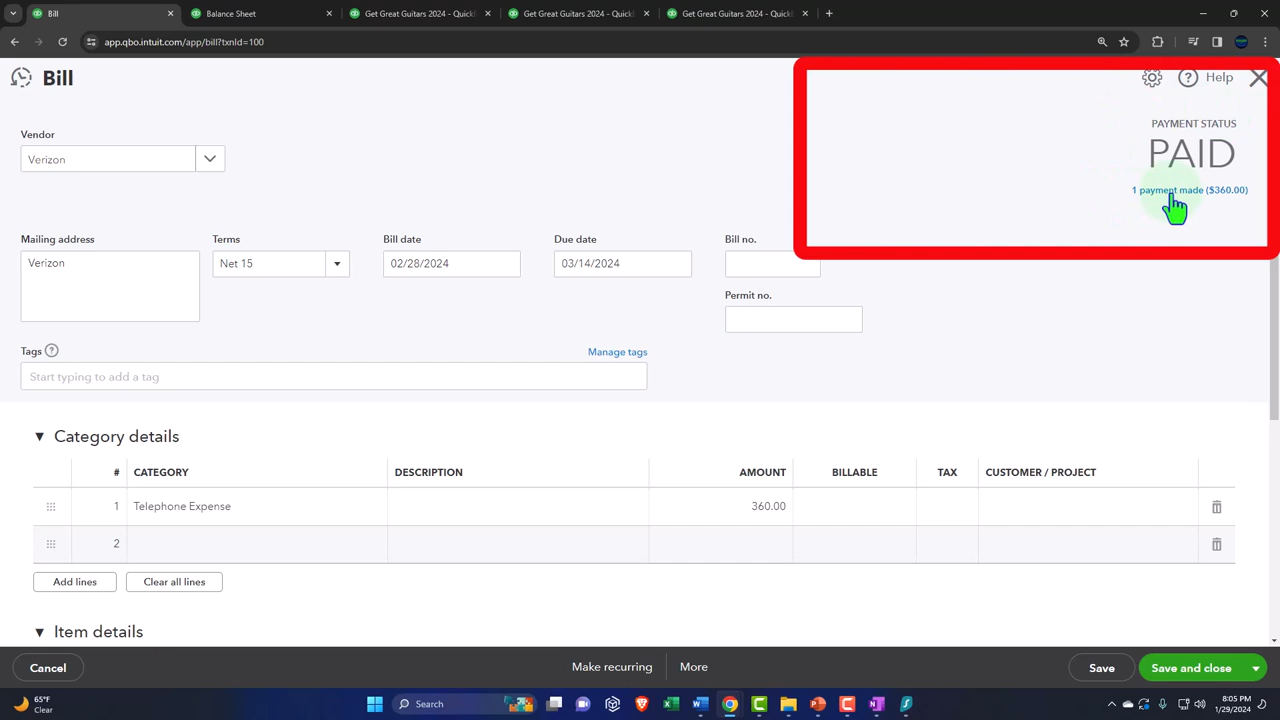 Bill
Balance Sheet
Get Great Guitars 2024 - QuickB
Get Great Guitars 2024 - QuickB
Get Great Guitars 2024 - QuickB
app.qbo.intuit.com/app/bill?txnId=100
Bill
Help
PAYMENT STATUS
PAID
1 payment made ($360.00)
Vendor
Verizon
Mailing address
Terms
Bill date
Due date
Bill no.
Verizon
Net 15
02/28/2024
03/14/2024
Permit no.
Tags
Manage tags
Start typing to add a tag
Category details
# CATEGORY DESCRIPTION AMOUNT BILLABLE TAX CUSTOMER / PROJECT
1 Telephone Expense 360.00
2
Add lines
Clear all lines
Item details
Cancel
Make recurring
More
Save
Save and close
65°F
Clear
Search
8:05 PM
1/29/2024